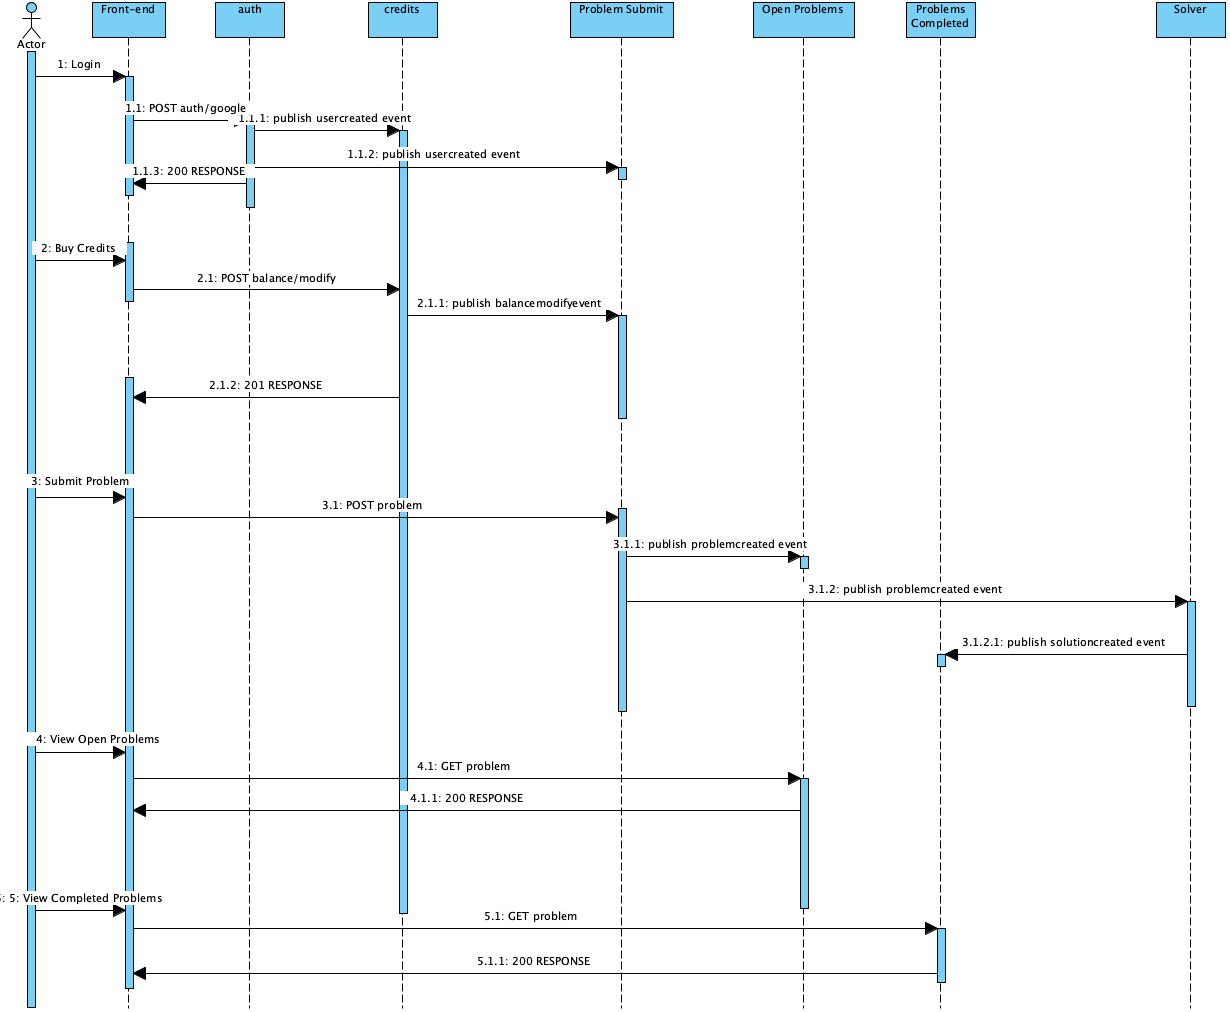 Front-end
auth
credits
Problem Submit
Open Problems
Problems
Completed
Solver
Actor
1: Login
1.1: POST auth/google
1.1.1: publish usercreated event
1.1.2: publish usercreated event
1.1.3: 200 RESPONSE
2: Buy Credits
2.1: POST balance/modify
2.1.1: publish balancemodifyevent
2.1.2: 201 RESPONSE
3: Submit Problem
3.1: POST problem
3.1.1: publish problemcreated event
3.1.2: publish problemcreated event
3.1.2.1: publish solutioncreated event
4: View Open Problems
4.1: GET problem
4.1.1: 200 RESPONSE
5: View Completed Problems
5.1: GET problem
5.1.1: 200 RESPONSE